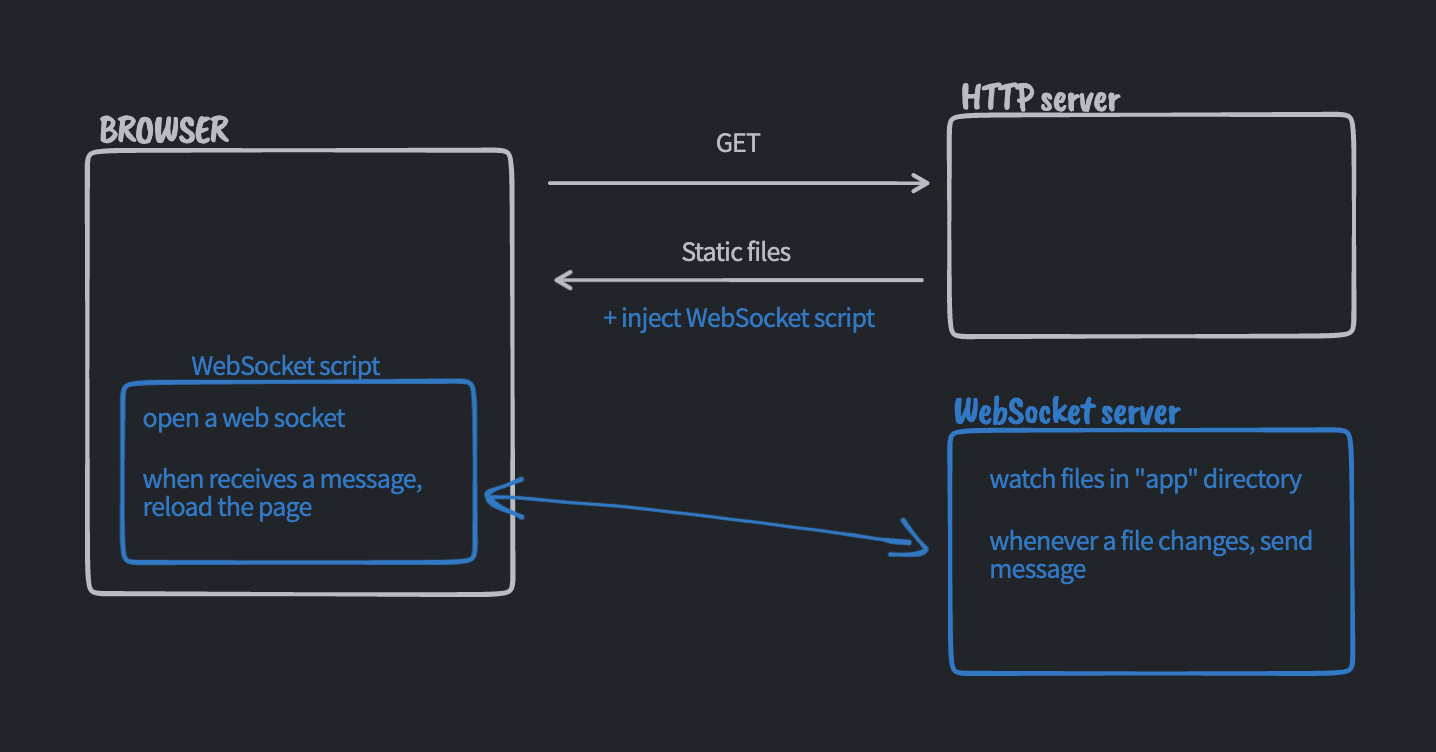 BROWSER
HTTP server
GET
Static files
+ inject WebSocket script
WebSocket script
open a web socket
when receives a message,
reload the page
WebSocket server
watch files in "app" directory
whenever a file changes, send
message